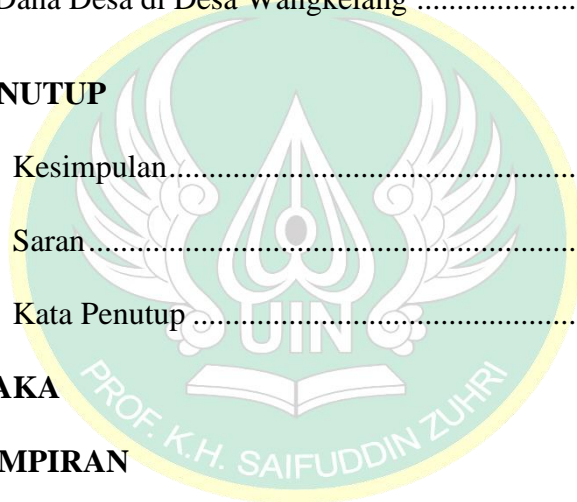 Dana Desa di Desa Wangkelang ....................
NUTUP
Kesimpulan....................................................
Saran..............................................................
Kata Penutup .................................................
UIN
AKA
PROF. K.H. SAIFUDDIN ZUHRI
MPIRAN